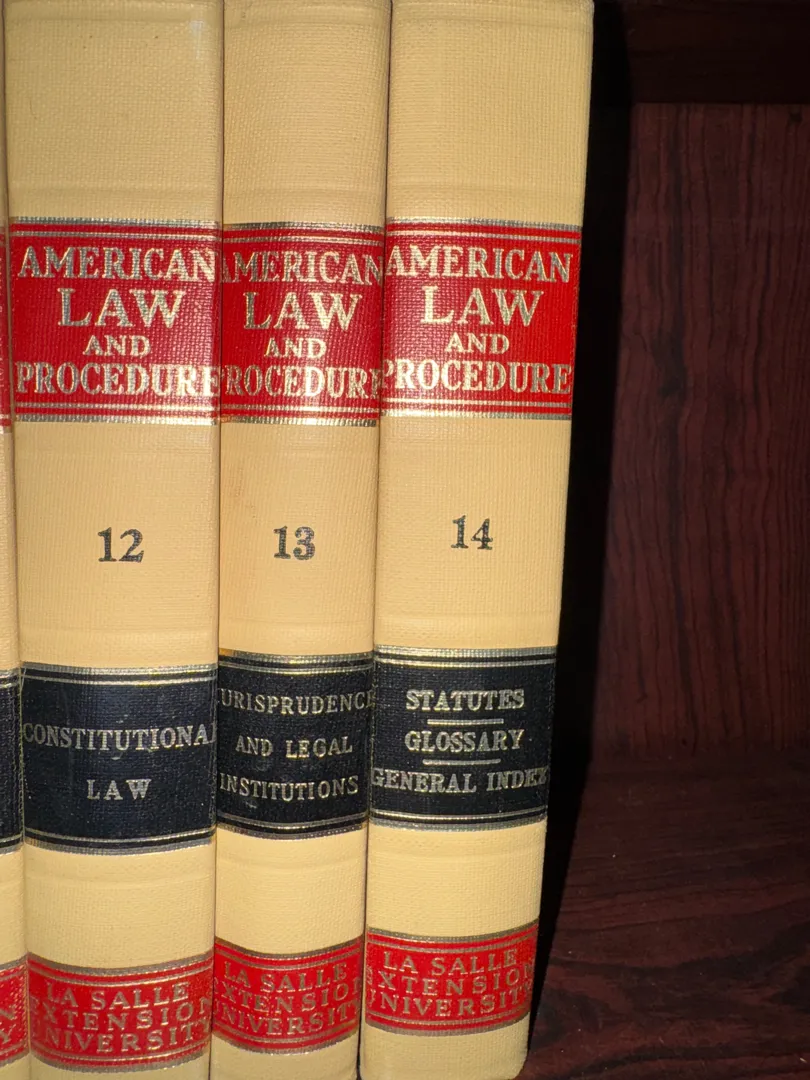 AMERICAN
LAW
AND
PROCEDURE
12
CONSTITUTIONAL
LAW
LA SALLE
EXTENSION
UNIVERSITY
AMERICAN
LAW
AND
PROCEDURE
13
JURISPRUDENCE
AND LEGAL
INSTITUTIONS
LA SALLE
EXTENSION
UNIVERSITY
AMERICAN
LAW
AND
PROCEDURE
14
STATUTES
GLOSSARY
GENERAL INDEX
LA SALLE
EXTENSION
UNIVERSITY